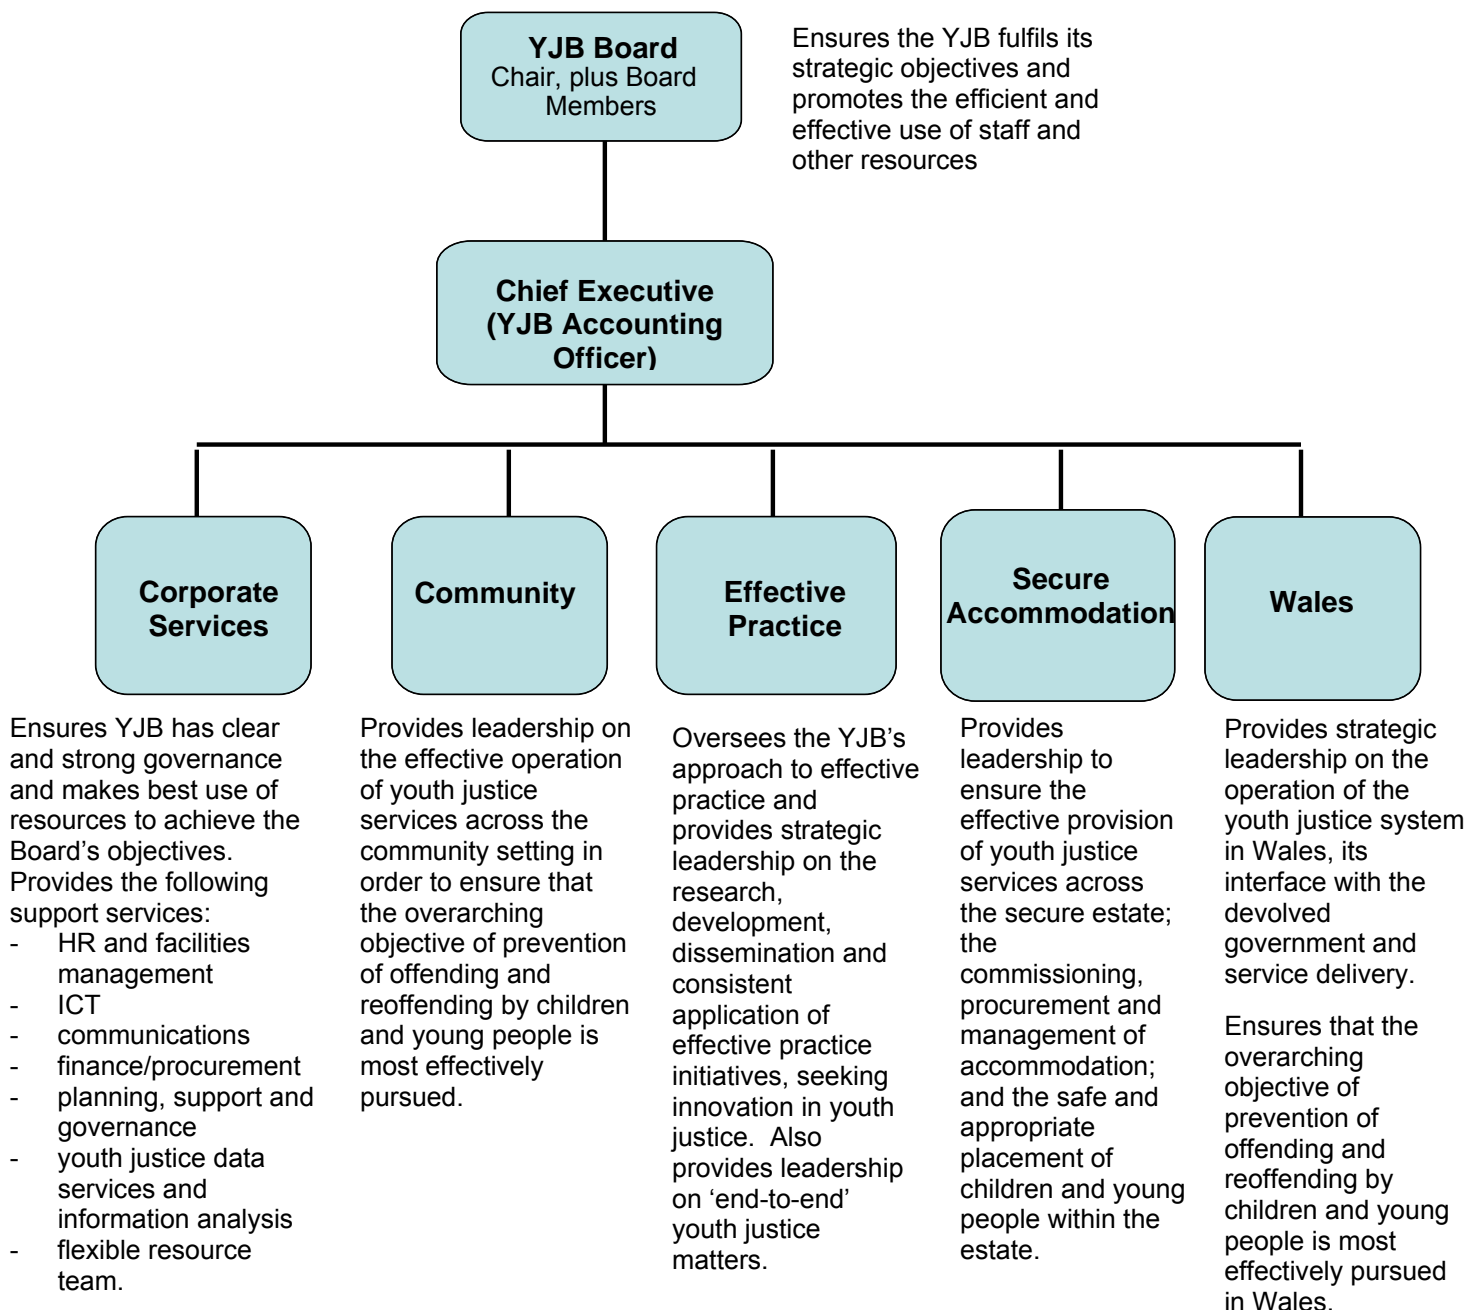 YJB Board
Chair, plus Board
Members
Ensures the YJB fulfils its
strategic objectives and
promotes the efficient and
effective use of staff and
other resources
Chief Executive
(YJB Accounting
Officer)
Corporate
Services
Community
Effective
Practice
Secure
Accommodation
Wales
Ensures YJB has clear
and strong governance
and makes best use of
resources to achieve the
Board’s objectives.
Provides the following
support services:
- HR and facilities
management
- ICT
- communications
- finance/procurement
- planning, support and
governance
- youth justice data
services and
information analysis
- flexible resource
team.
Provides leadership on
the effective operation
of youth justice
services across the
community setting in
order to ensure that
the overarching
objective of prevention
of offending and
reoffending by children
and young people is
most effectively
pursued.
Oversees the YJB’s
approach to effective
practice and
provides strategic
leadership on the
research,
development,
dissemination and
consistent
application of
effective practice
initiatives, seeking
innovation in youth
justice. Also
provides leadership
on ‘end-to-end’
youth justice
matters.
Provides
leadership to
ensure the
effective provision
of youth justice
services across
the secure estate;
the
commissioning,
procurement and
management of
accommodation;
and the safe and
appropriate
placement of
children and young
people within the
estate.
Provides strategic
leadership on the
operation of the
youth justice system
in Wales, its
interface with the
devolved
government and
service delivery.
Ensures that the
overarching
objective of
prevention of
offending and
reoffending by
children and young
people is most
effectively pursued
in Wales.